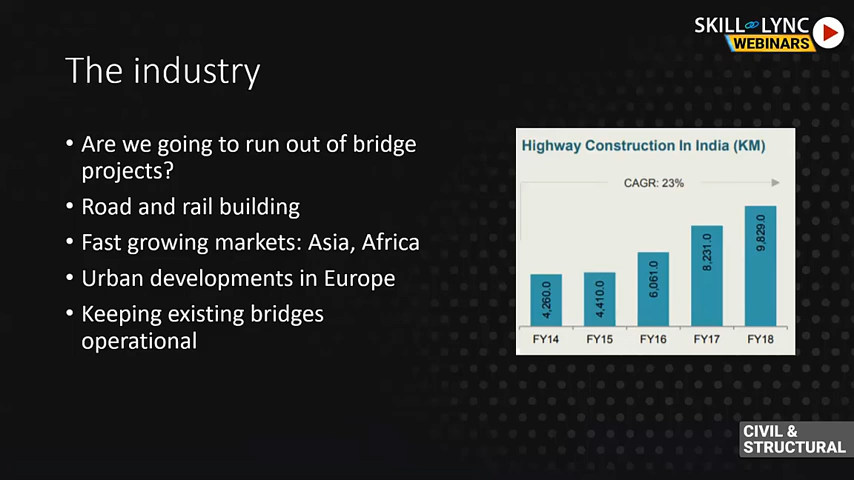 SKILL LYNC
WEBINARS
The industry
• Are we going to run out of bridge
projects?
• Road and rail building
• Fast growing markets: Asia, Africa
• Urban developments in Europe
• Keeping existing bridges
operational
Highway Construction In India (KM)
CAGR: 23%
4,260.0
4,410.0
6,061.0
8,231.0
9,829.0
FY14 FY15 FY16 FY17 FY18
CIVIL &
STRUCTURAL